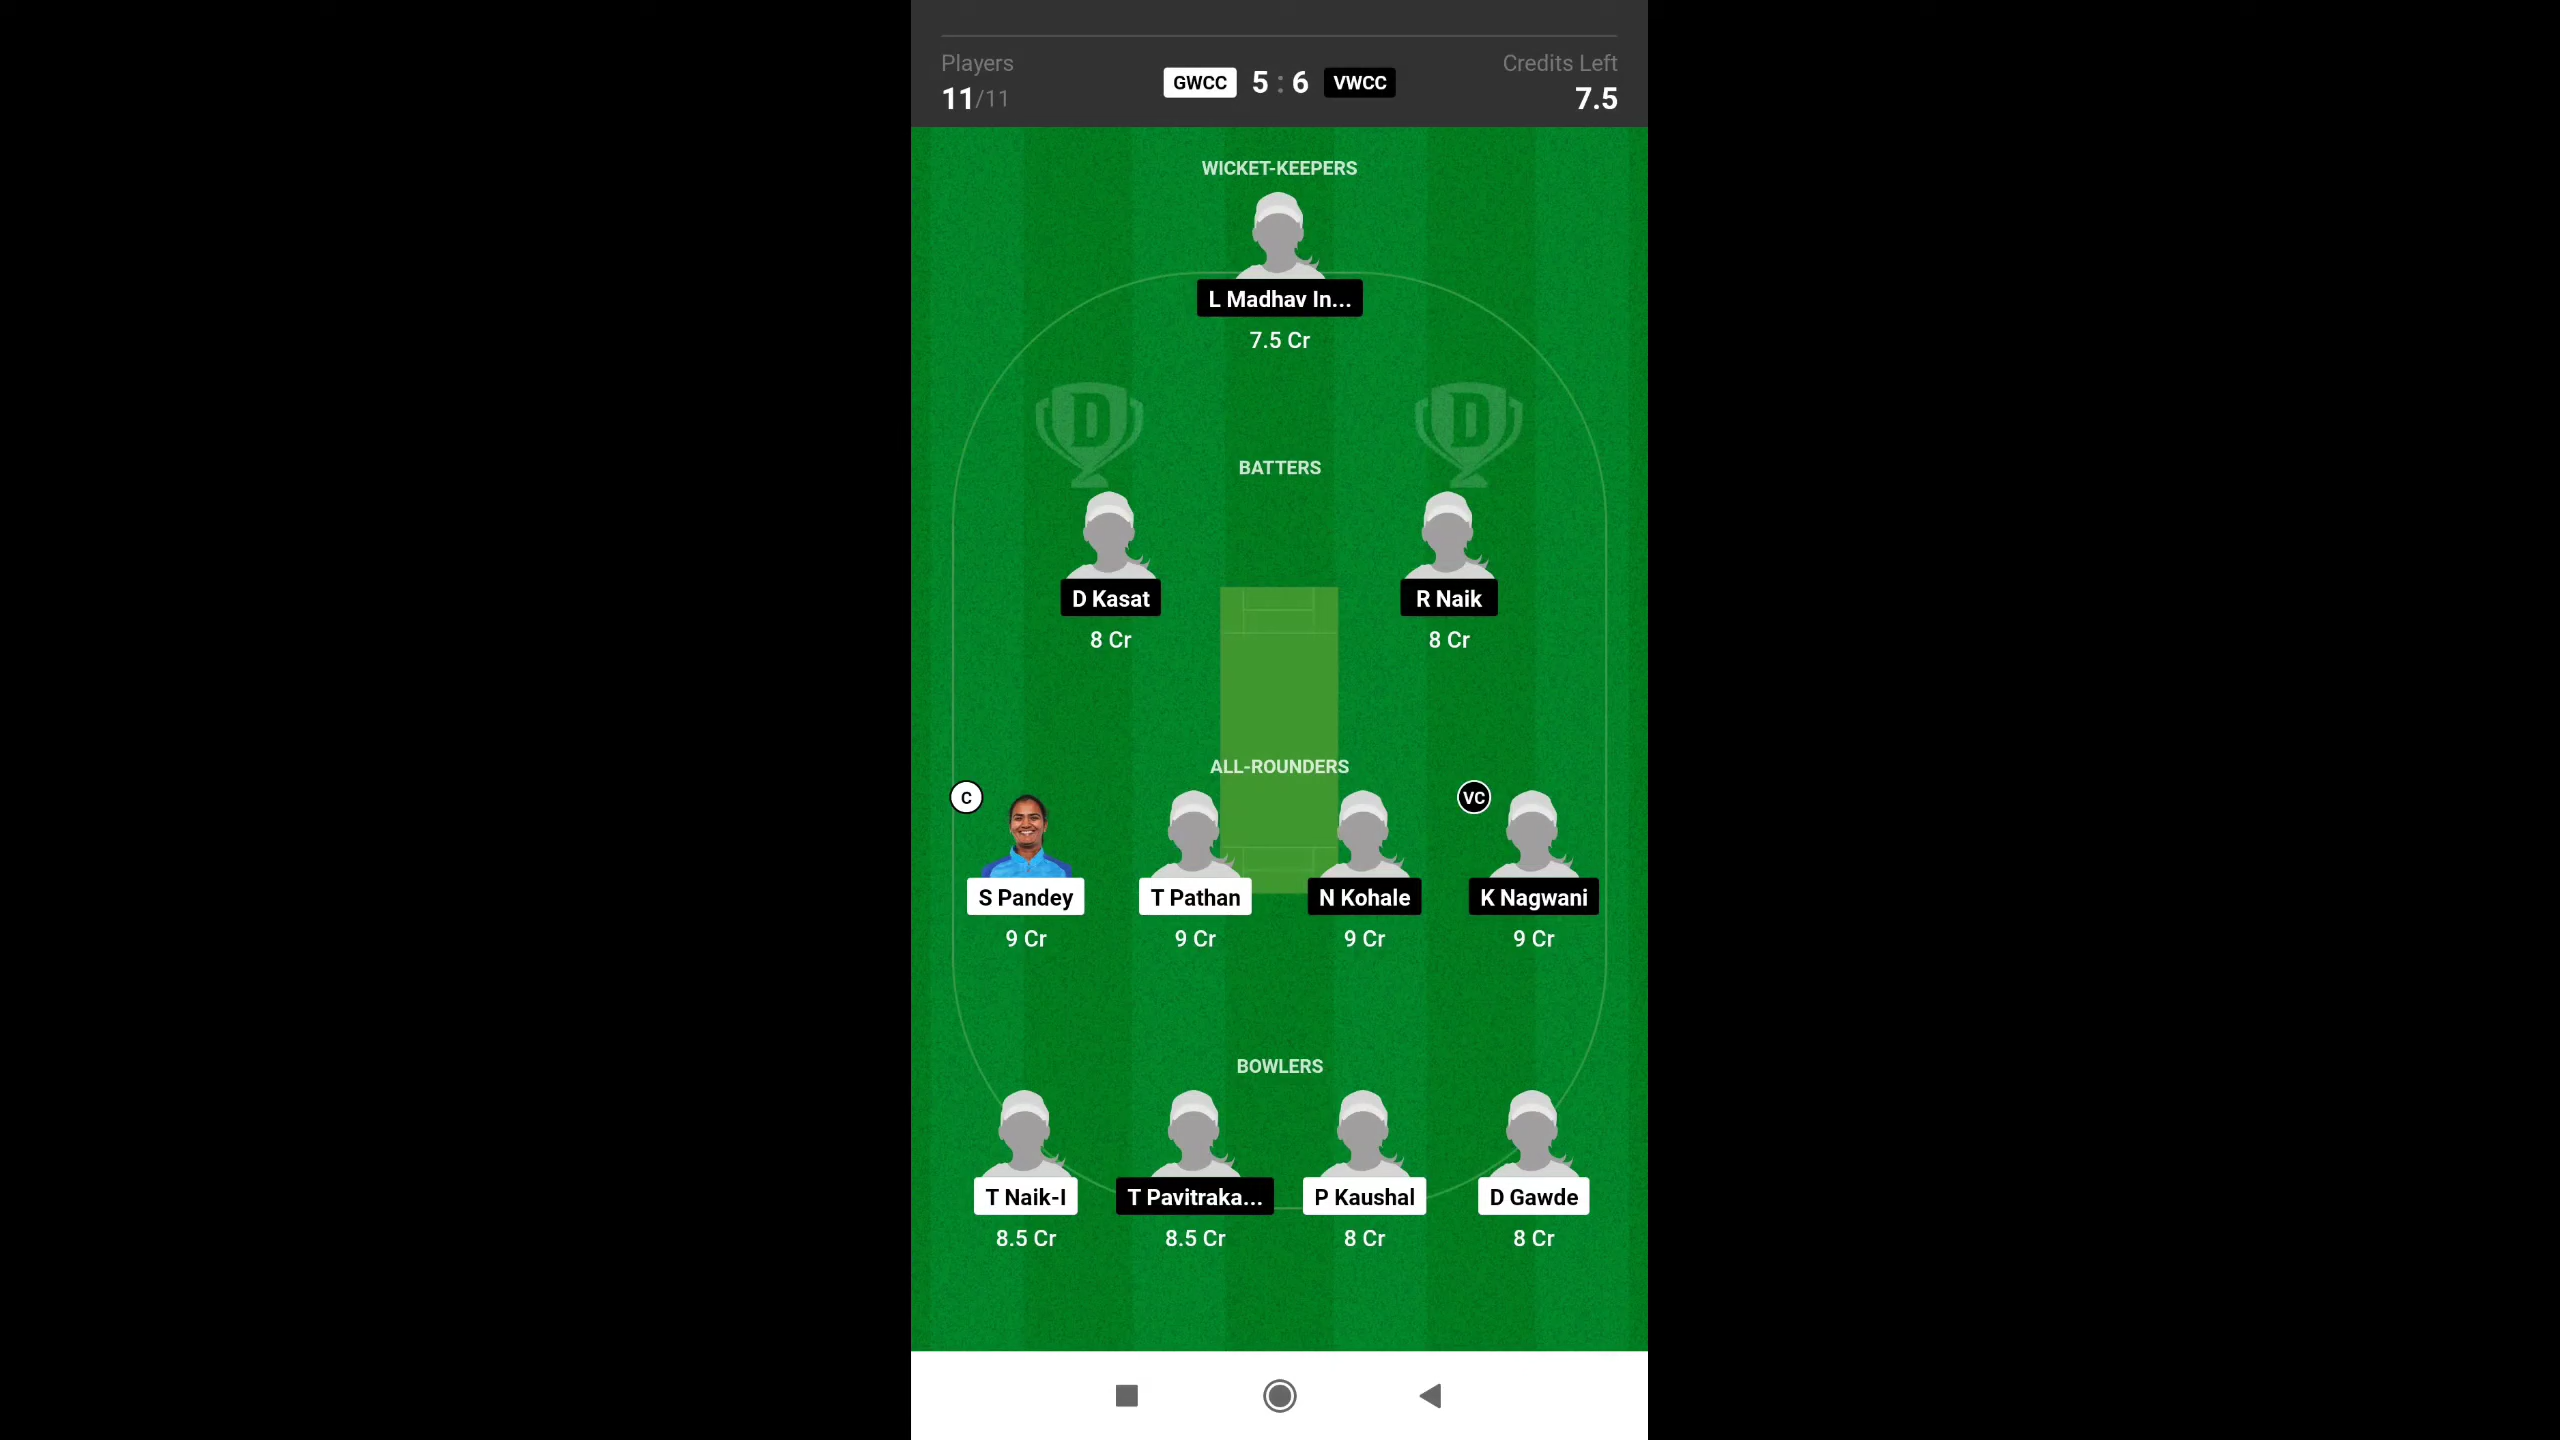 Players
11/11
GWCC 5 : 6 VWCC
Credits Left
7.5
WICKET-KEEPERS
L Madhav In...
7.5 Cr
D D
BATTERS
D Kasat R Naik
8 Cr 8 Cr
ALL-ROUNDERS
C VC
S Pandey T Pathan N Kohale K Nagwani
9 Cr 9 Cr 9 Cr 9 Cr
BOWLERS
T Naik-I T Pavitraka... P Kaushal D Gawde
8.5 Cr 8.5 Cr 8 Cr 8 Cr